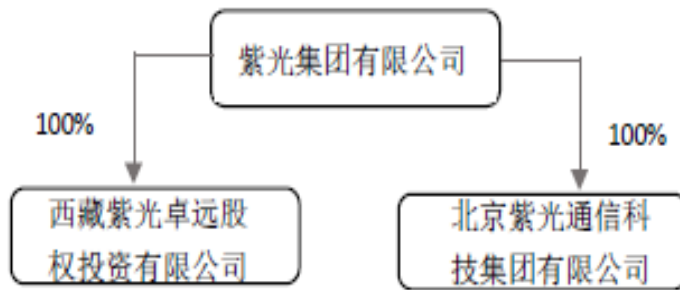 紫光集团有限公司
100%
100%
西藏紫光卓远股
权投资有限公司
北京紫光通信科
技集团有限公司